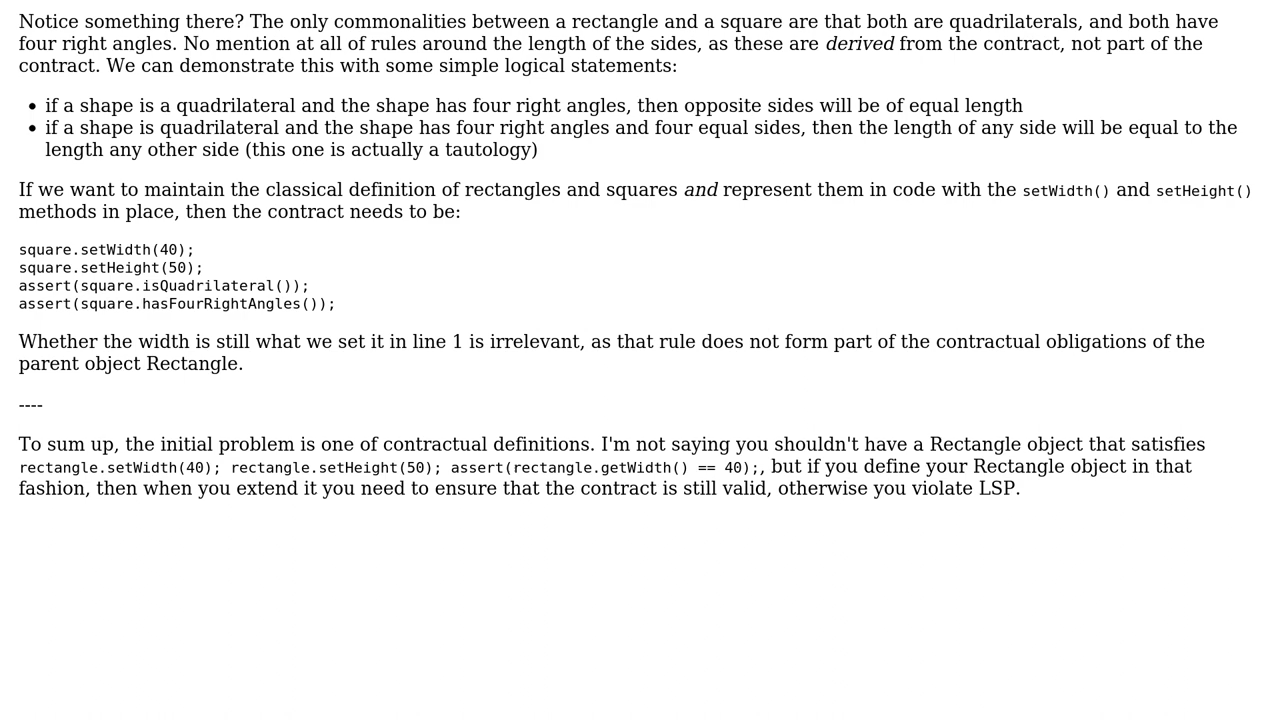 Notice something there? The only commonalities between a rectangle and a square are that both are quadrilaterals, and both have
four right angles. No mention at all of rules around the length of the sides, as these are derived from the contract, not part of the
contract. We can demonstrate this with some simple logical statements:
• if a shape is a quadrilateral and the shape has four right angles, then opposite sides will be of equal length
• if a shape is quadrilateral and the shape has four right angles and four equal sides, then the length of any side will be equal to the
length any other side (this one is actually a tautology)
If we want to maintain the classical definition of rectangles and squares and represent them in code with the setWidth() and setHeight()
methods in place, then the contract needs to be:
square.setWidth(40);
square.setHeight(50);
assert(square.isQuadrilateral());
assert(square.hasFourRightAngles());
Whether the width is still what we set it in line 1 is irrelevant, as that rule does not form part of the contractual obligations of the
parent object Rectangle.
----
To sum up, the initial problem is one of contractual definitions. I'm not saying you shouldn't have a Rectangle object that satisfies
rectangle.setWidth(40); rectangle.setHeight(50); assert(rectangle.getWidth() == 40);, but if you define your Rectangle object in that
fashion, then when you extend it you need to ensure that the contract is still valid, otherwise you violate LSP.